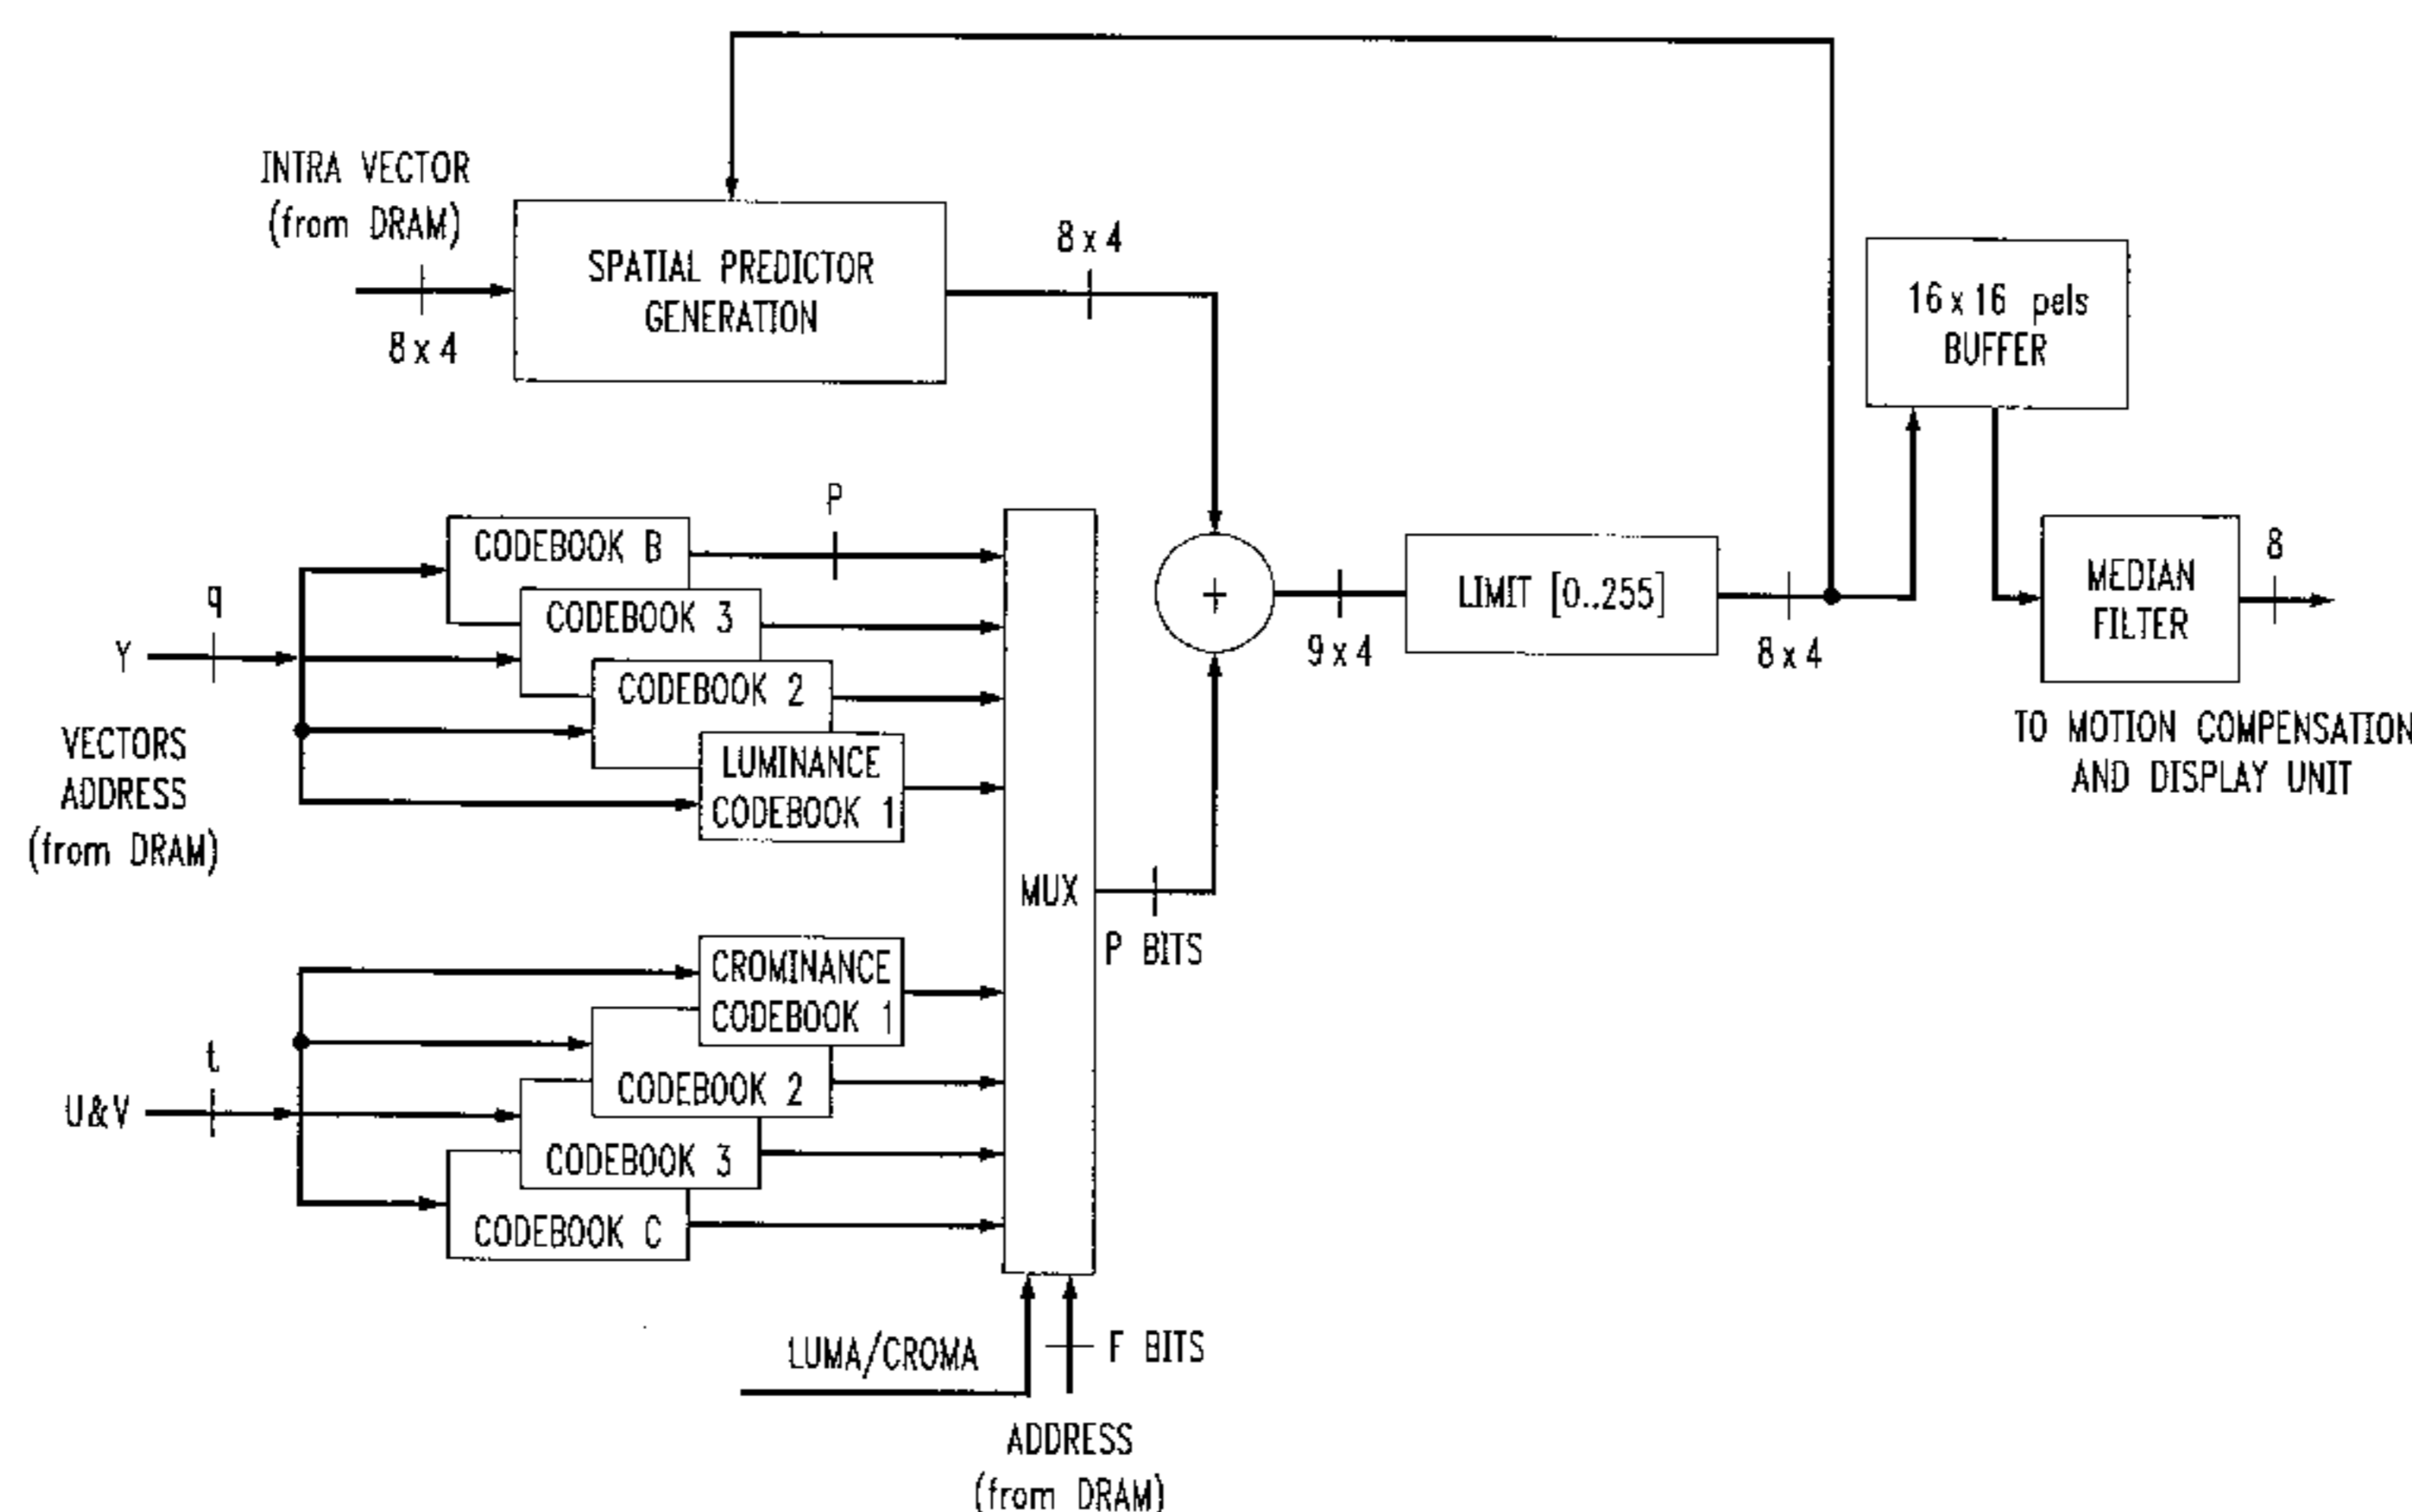 INTRA VECTOR
(from DRAM)
8 x 4
SPATIAL PREDICTOR
GENERATION
8 x 4
16 x 16 pels
BUFFER
CODEBOOK B
P
CODEBOOK 3
CODEBOOK 2
LUMINANCE
CODEBOOK 1
q
Y
VECTORS
ADDRESS
(from DRAM)
+
9 x 4
LIMIT [0..255]
8 x 4
MEDIAN
FILTER
8
TO MOTION COMPENSATION
AND DISPLAY UNIT
MUX
P BITS
CROMINANCE
CODEBOOK 1
CODEBOOK 2
CODEBOOK 3
CODEBOOK C
t
U&V
LUMA/CROMA
F BITS
ADDRESS
(from DRAM)